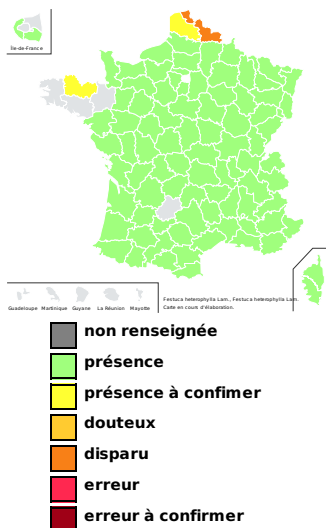 Île-de-France
Guadeloupe Martinique Guyane La Réunion Mayotte
Festuca heterophylla Lam., Festuca heterophylla Lam.
Carte en cours d'élaboration.
non renseignée
présence
présence à confimer
douteux
disparu
erreur
erreur à confirmer